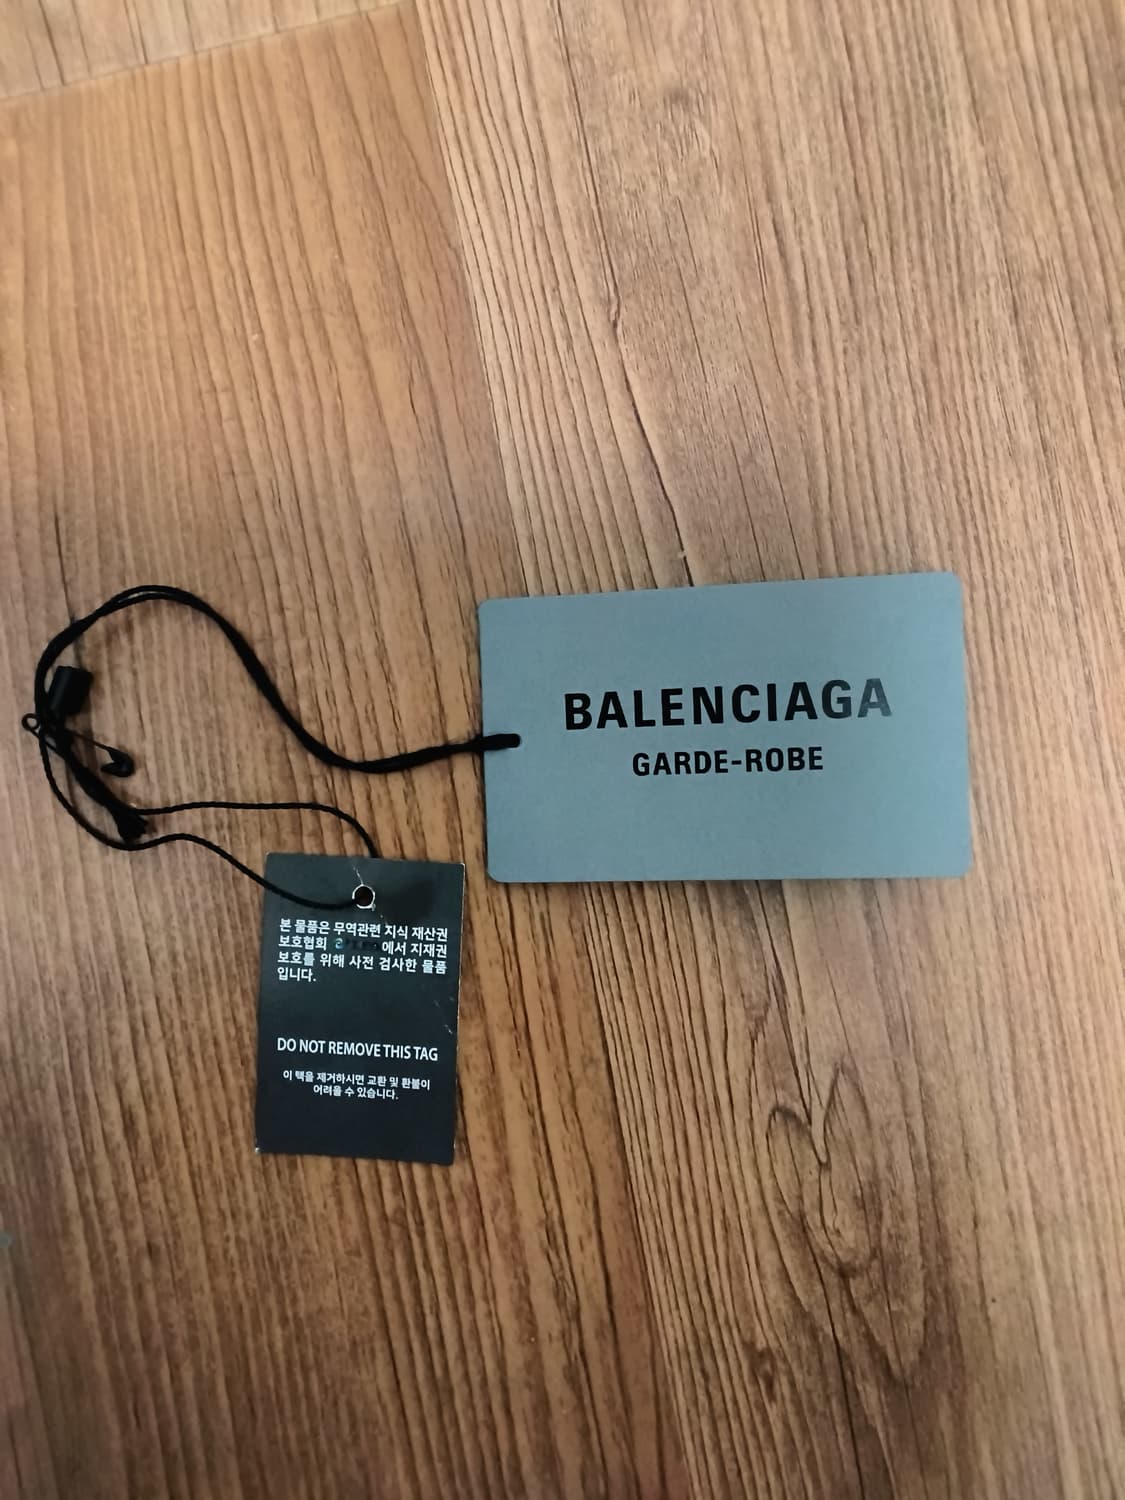 BALENCIAGA
GARDE-ROBE
본 물품은 무역관련 지식 재산권
보호협회 에서 지재권
보호를 위해 사전 검사한 물품
입니다.
DO NOT REMOVE THIS TAG
이 택을 제거하시면 교환 및 환불이
어려울 수 있습니다.